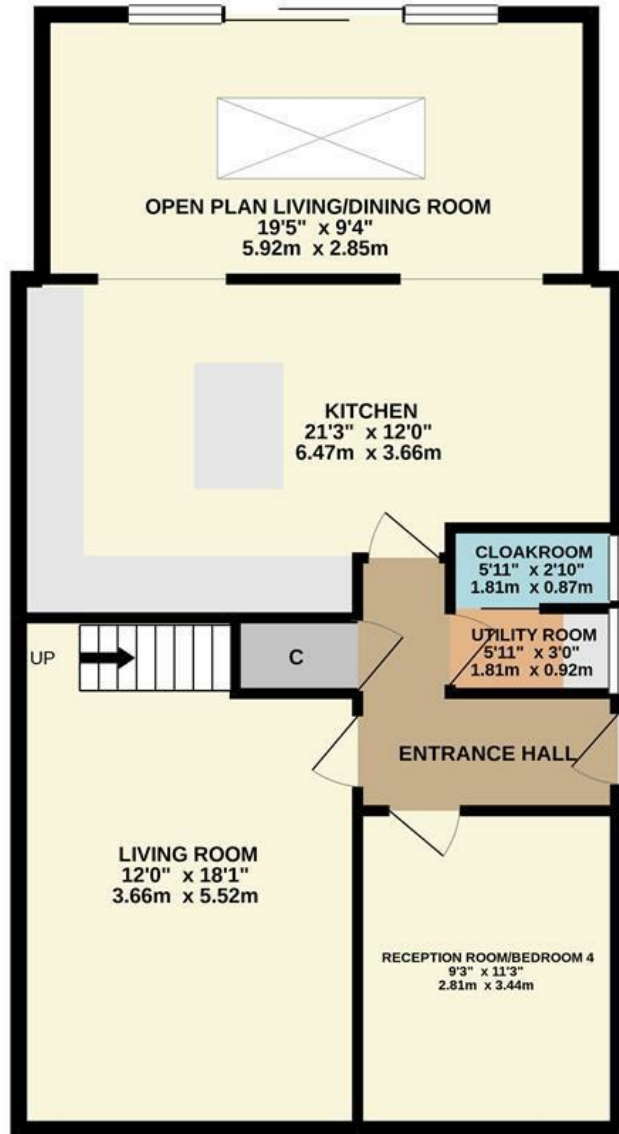 OPEN PLAN LIVING/DINING ROOM
19'5" x 9'4"
5.92m x 2.85m
KITCHEN
21'3" x 12'0"
6.47m x 3.66m
CLOAKROOM
5'11" x 2'10"
1.81m x 0.87m
UTILITY ROOM
5'11" x 3'0"
1.81m x 0.92m
UP
C
ENTRANCE HALL
LIVING ROOM
12'0" x 18'1"
3.66m x 5.52m
RECEPTION ROOM/BEDROOM 4
9'3" x 11'3"
2.81m x 3.44m